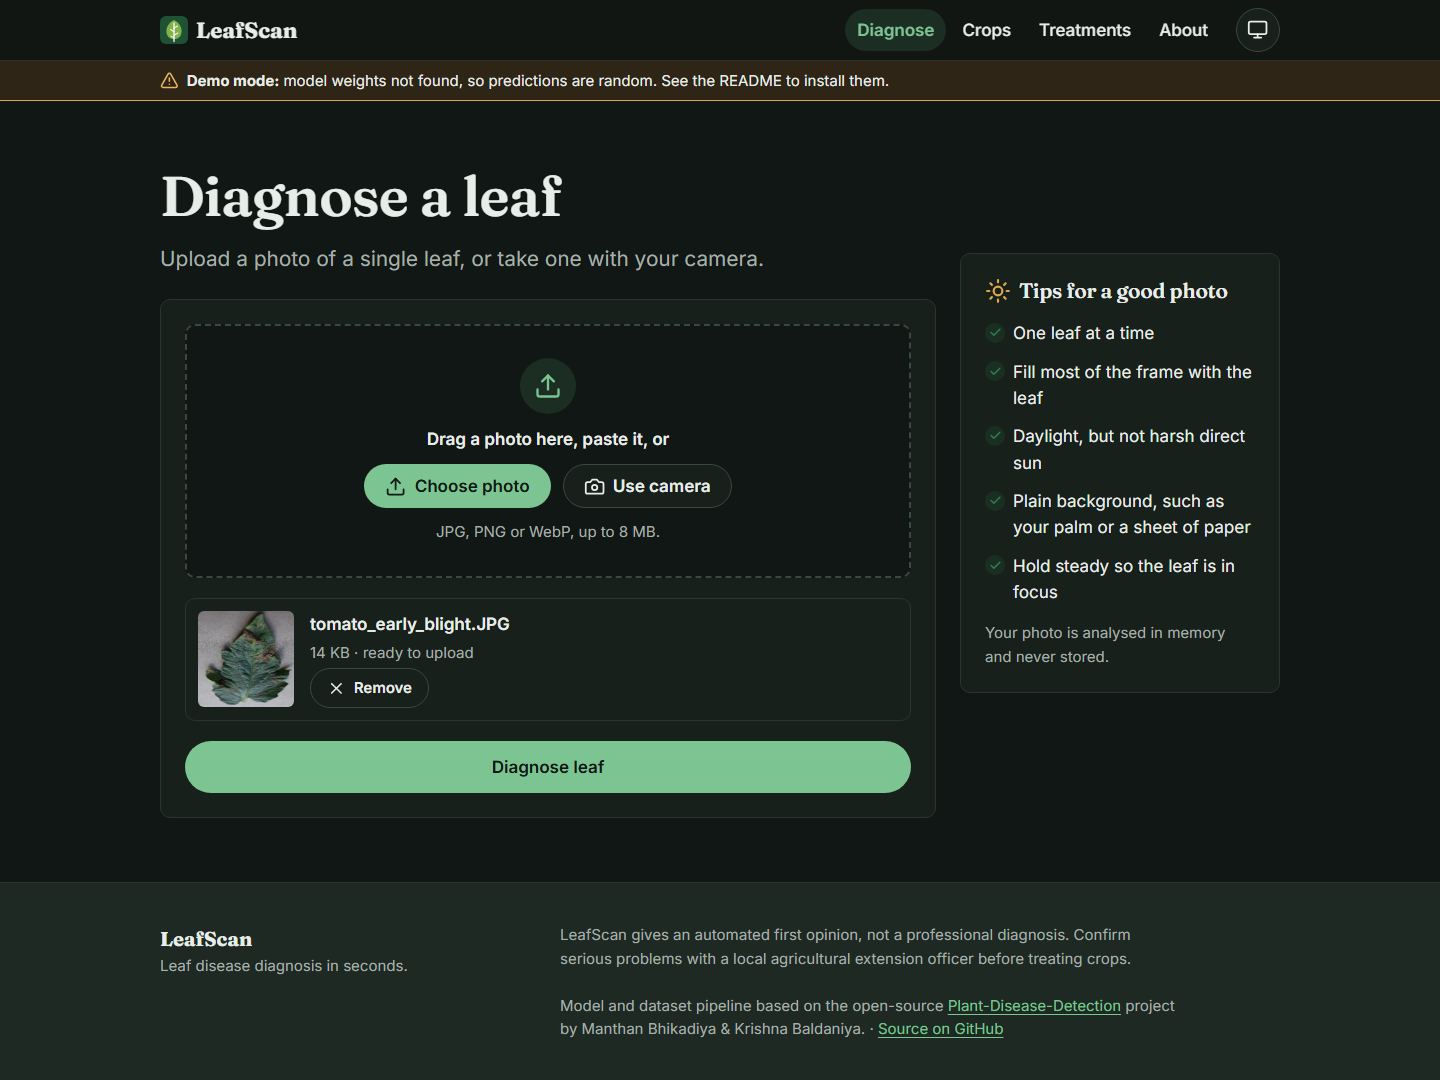 LeafScan
Diagnose
Crops
Treatments
About
Demo mode: model weights not found, so predictions are random. See the README to install them.
Diagnose a leaf
Upload a photo of a single leaf, or take one with your camera.
Drag a photo here, paste it, or
Choose photo
Use camera
JPG, PNG or WebP, up to 8 MB.
tomato_early_blight.JPG
14 KB · ready to upload
Remove
Diagnose leaf
Tips for a good photo
One leaf at a time
Fill most of the frame with the
leaf
Daylight, but not harsh direct
sun
Plain background, such as
your palm or a sheet of paper
Hold steady so the leaf is in
focus
Your photo is analysed in memory
and never stored.
LeafScan
Leaf disease diagnosis in seconds.
LeafScan gives an automated first opinion, not a professional diagnosis. Confirm
serious problems with a local agricultural extension officer before treating crops.
Model and dataset pipeline based on the open-source Plant-Disease-Detection project
by Manthan Bhikadiya & Krishna Baldaniya. · Source on GitHub